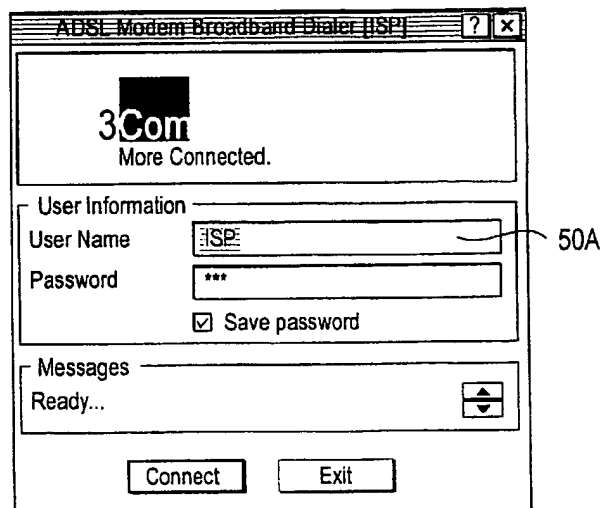 ADSL Modem Broadband Dialer [ISP] ? ×
3Com
More Connected.
User Information
User Name ISP 50A
Password ***
Save password
Messages
Ready...
Connect Exit